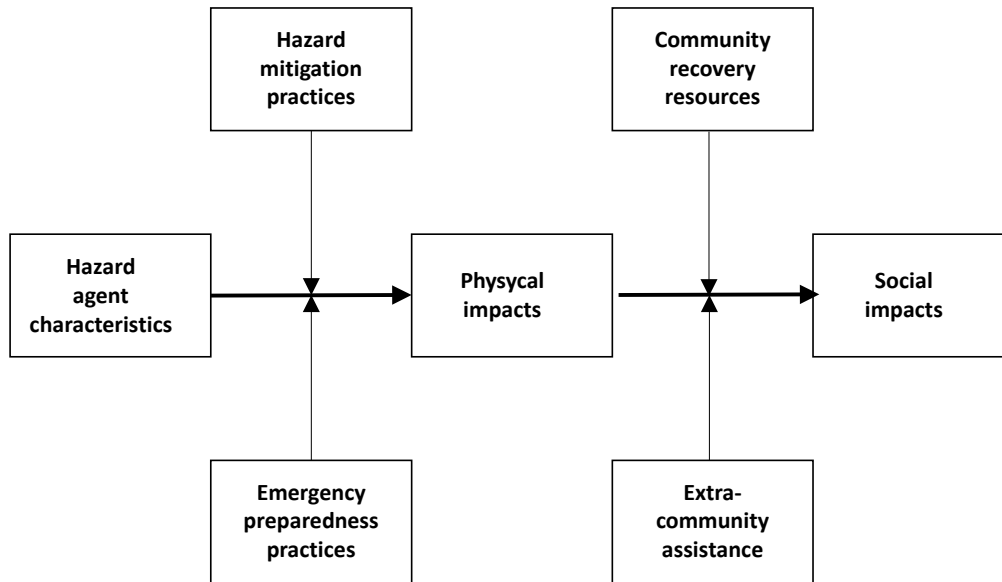 Hazard
mitigation
practices
Community
recovery
resources
Hazard
agent
characteristics
Physycal
impacts
Social
impacts
Emergency
preparedness
practices
Extra-
community
assistance